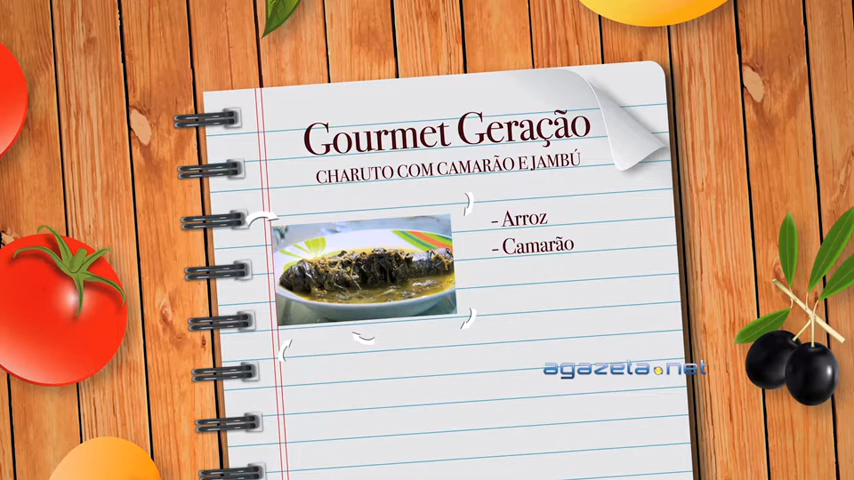 Gourmet Geração
CHARUTO COM CAMARÃO E JAMBÚ
- Arroz
- Camarão
agazeta.net